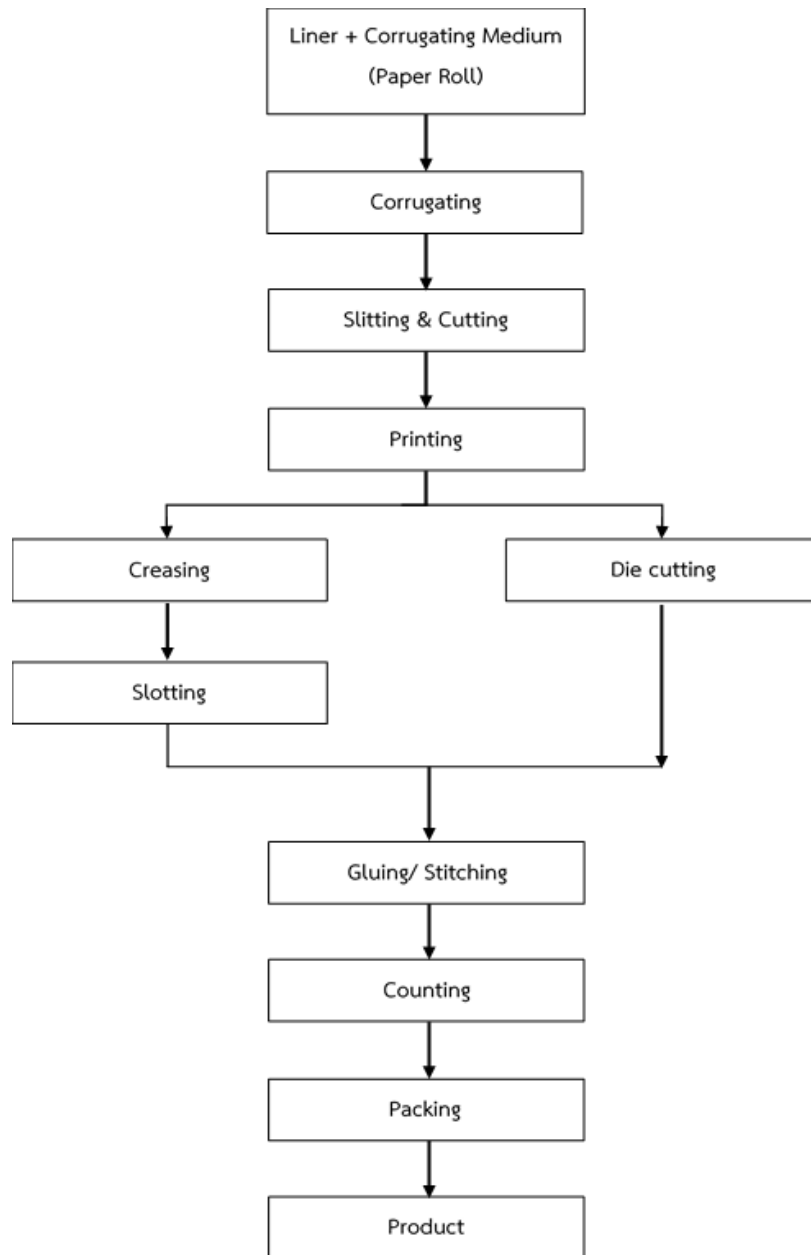 Liner + Corrugating Medium
(Paper Roll)
Corrugating
Slitting & Cutting
Printing
Creasing
Die cutting
Slotting
Gluing/ Stitching
Counting
Packing
Product